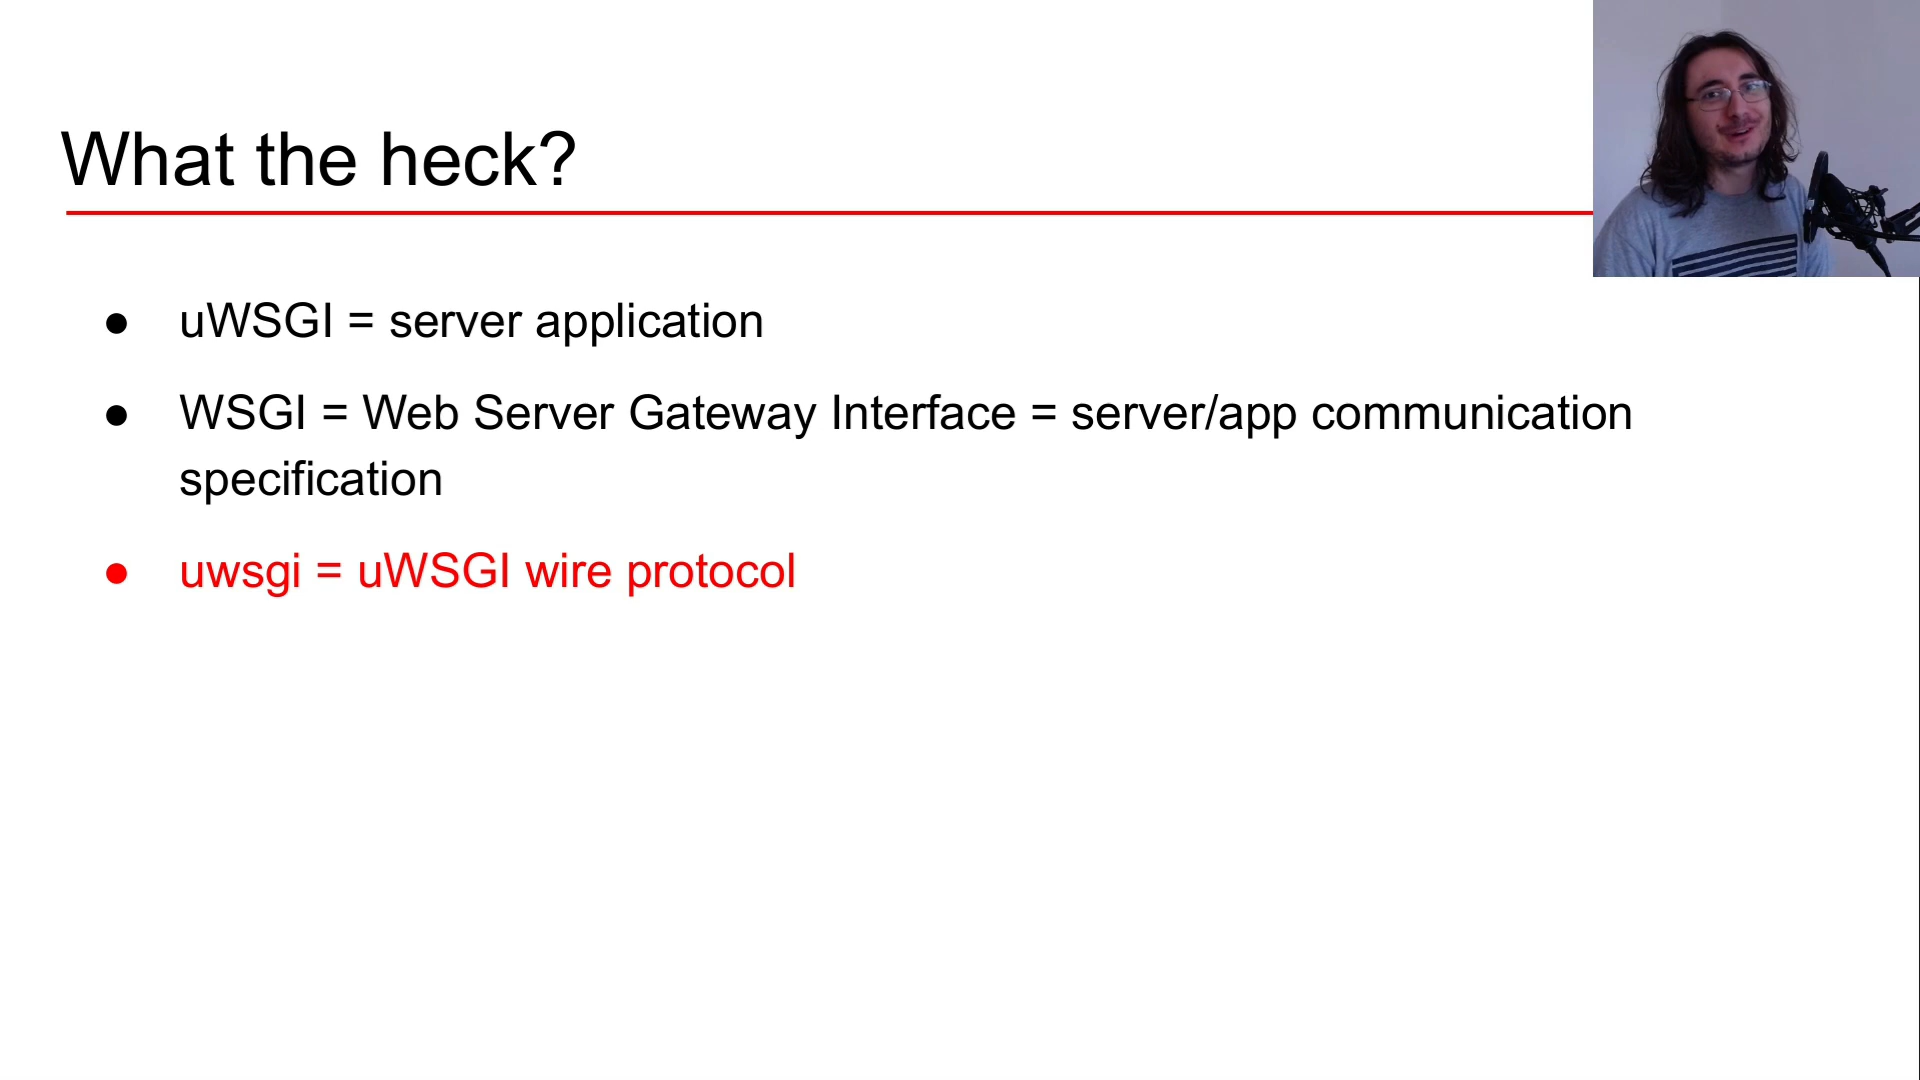 What the heck?
● uWSGI = server application
● WSGI = Web Server Gateway Interface = server/app communication
specification
● uwsgi = uWSGI wire protocol